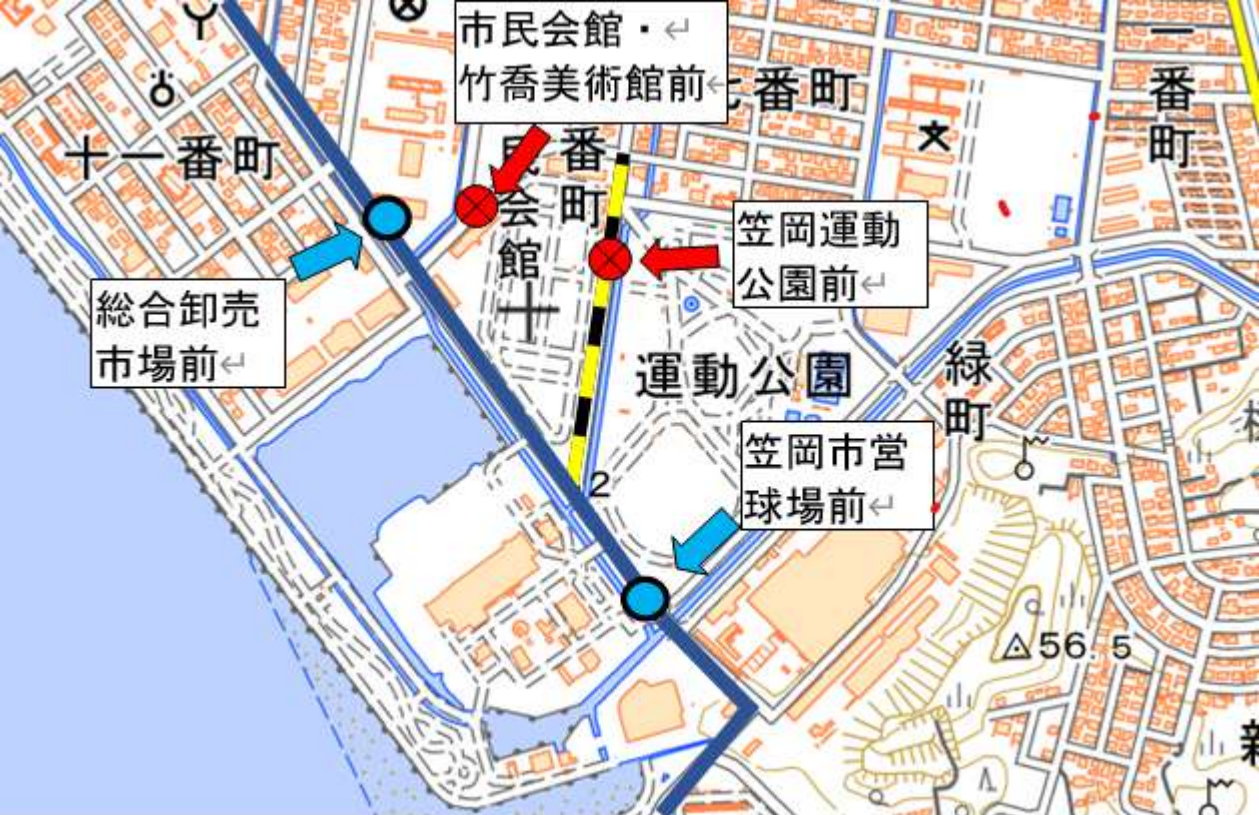 市民会館・↵
竹喬美術館前↵
七番町
一番町
十一番町
民会館
番町
笠岡運動
公園前↵
総合卸売
市場前↵
運動公園
緑町
笠岡市営
球場前↵
2
56.5
新